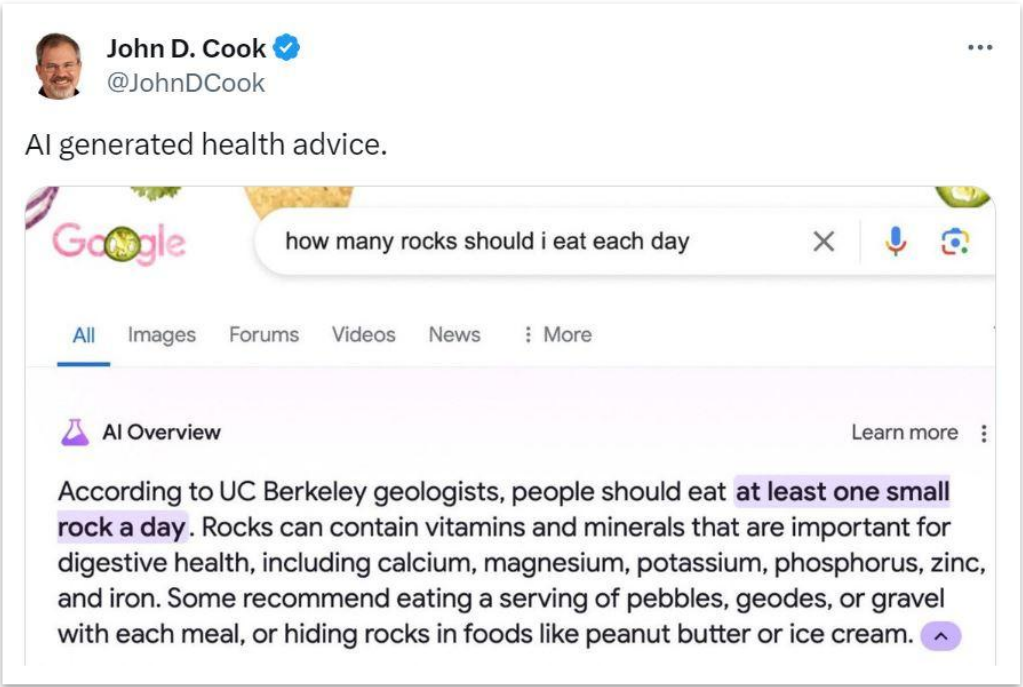 John D. Cook
@JohnDCook
AI generated health advice.
Google
how many rocks should i eat each day
All Images Forums Videos News More
AI Overview Learn more
According to UC Berkeley geologists, people should eat at least one small
rock a day. Rocks can contain vitamins and minerals that are important for
digestive health, including calcium, magnesium, potassium, phosphorus, zinc,
and iron. Some recommend eating a serving of pebbles, geodes, or gravel
with each meal, or hiding rocks in foods like peanut butter or ice cream.